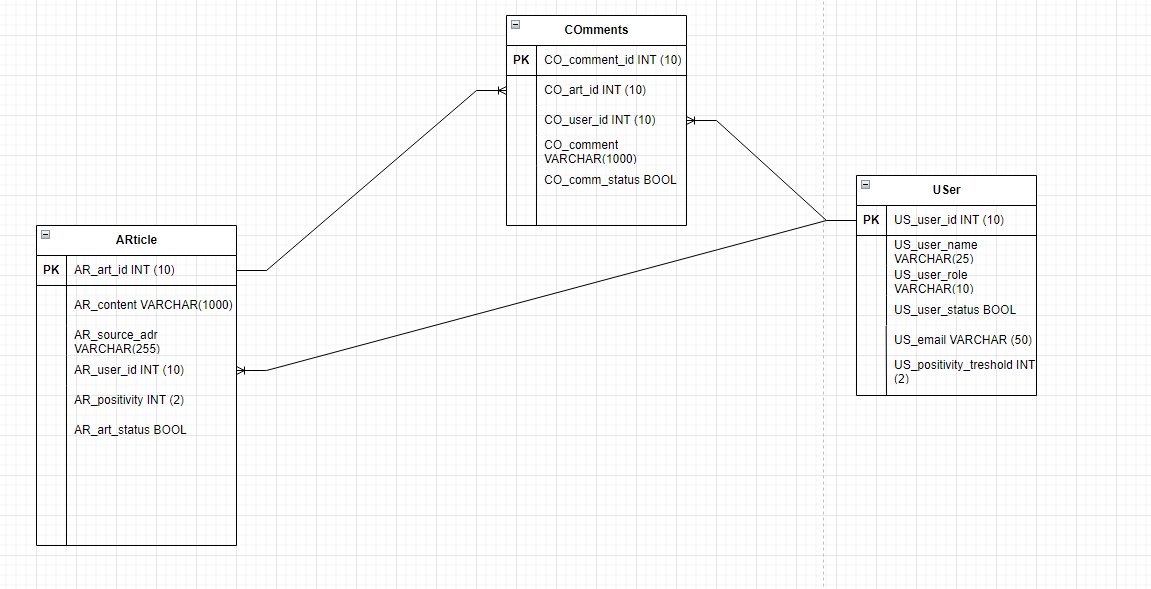 COmments
PK CO_comment_id INT (10)
CO_art_id INT (10)
CO_user_id INT (10)
CO_comment
VARCHAR(1000)
CO_comm_status BOOL
USer
PK US_user_id INT (10)
US_user_name
VARCHAR(25)
US_user_role
VARCHAR(10)
US_user_status BOOL
US_email VARCHAR (50)
US_positivity_treshold INT
(2)
ARticle
PK AR_art_id INT (10)
AR_content VARCHAR(1000)
AR_source_adr
VARCHAR(255)
AR_user_id INT (10)
AR_positivity INT (2)
AR_art_status BOOL